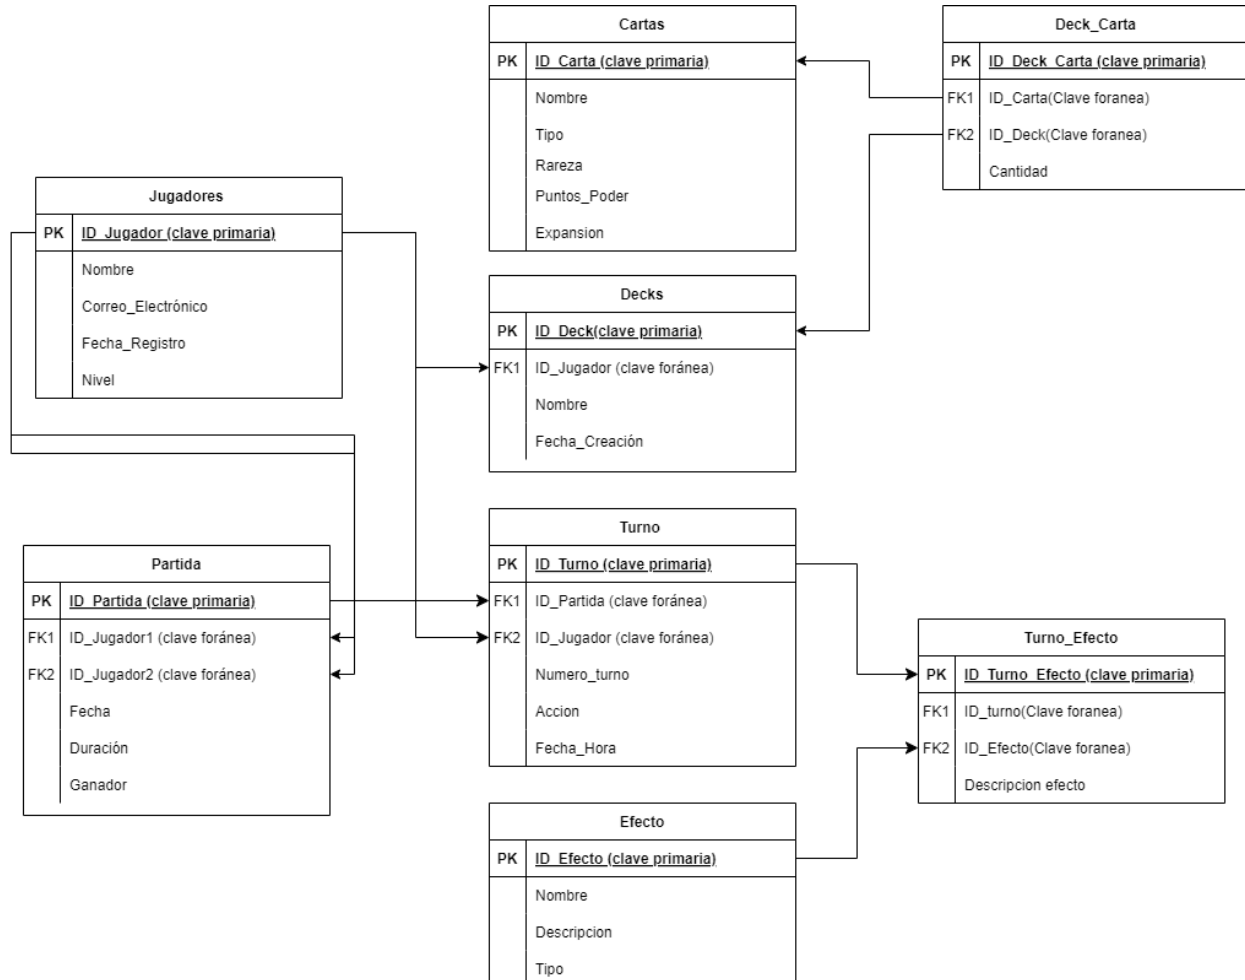 Cartas
PK ID_Carta (clave primaria)
Nombre
Tipo
Rareza
Puntos_Poder
Expansion
Deck_Carta
PK ID_Deck_Carta (clave primaria)
FK1 ID_Carta(Clave foranea)
FK2 ID_Deck(Clave foranea)
Cantidad
Jugadores
PK ID_Jugador (clave primaria)
Nombre
Correo_Electrónico
Fecha_Registro
Nivel
Decks
PK ID_Deck(clave primaria)
FK1 ID_Jugador (clave foránea)
Nombre
Fecha_Creación
Partida
PK ID_Partida (clave primaria)
FK1 ID_Jugador1 (clave foránea)
FK2 ID_Jugador2 (clave foránea)
Fecha
Duración
Ganador
Turno
PK ID_Turno (clave primaria)
FK1 ID_Partida (clave foránea)
FK2 ID_Jugador (clave foránea)
Numero_turno
Accion
Fecha_Hora
Turno_Efecto
PK ID_Turno_Efecto (clave primaria)
FK1 ID_turno(Clave foranea)
FK2 ID_Efecto(Clave foranea)
Descripcion efecto
Efecto
PK ID_Efecto (clave primaria)
Nombre
Descripcion
Tipo